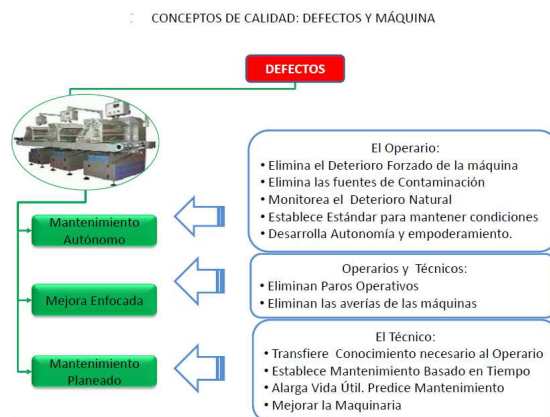 CONCEPTOS DE CALIDAD: DEFECTOS Y MÁQUINA
DEFECTOS
El Operario:
• Elimina el Deterioro Forzado de la máquina
• Elimina las fuentes de Contaminación
• Monitorea el Deterioro Natural
• Establece Estándar para mantener condiciones
• Desarrolla Autonomía y empoderamiento.
Mantenimiento
Autónomo
Operarios y Técnicos:
• Eliminan Paros Operativos
• Eliminan las averías de las máquinas
Mejora Enfocada
El Técnico:
• Transfiere Conocimiento necesario al Operario
• Establece Mantenimiento Basado en Tiempo
• Alarga Vida Útil. Predice Mantenimiento
• Mejorar la Maquinaria
Mantenimiento
Planeado